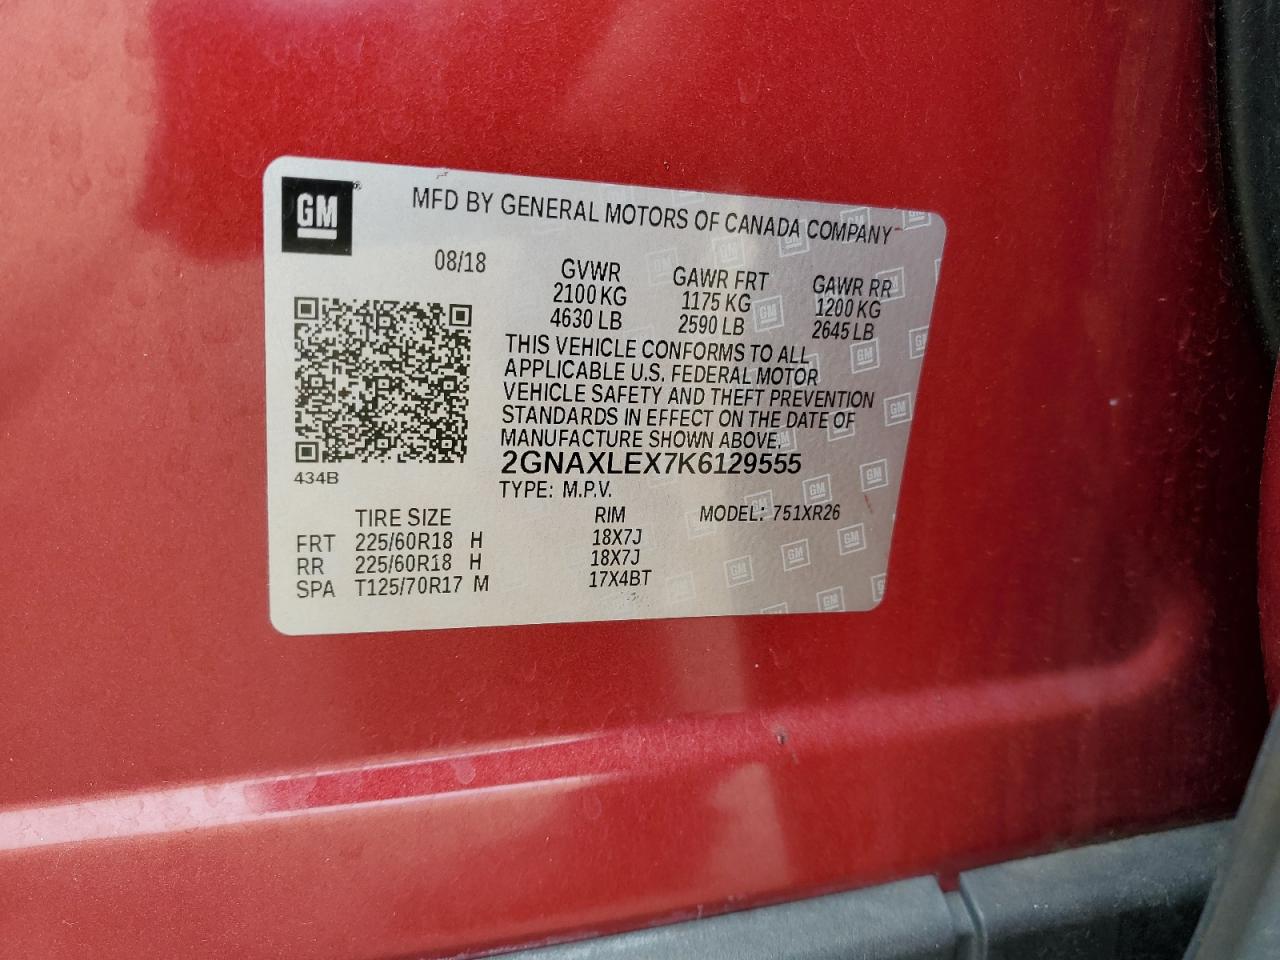 GM
MFD BY GENERAL MOTORS OF CANADA COMPANY
08/18
GVWR GAWR FRT GAWR RR
2100 KG 1175 KG 1200 KG
4630 LB 2590 LB 2645 LB
THIS VEHICLE CONFORMS TO ALL
APPLICABLE U.S. FEDERAL MOTOR
VEHICLE SAFETY AND THEFT PREVENTION
STANDARDS IN EFFECT ON THE DATE OF
MANUFACTURE SHOWN ABOVE.
2GNAXLEX7K6129555
434B
TYPE: M.P.V.
MODEL: 751XR26
TIRE SIZE RIM
FRT 225/60R18 H 18X7J
RR 225/60R18 H 18X7J
SPA T125/70R17 M 17X4BT